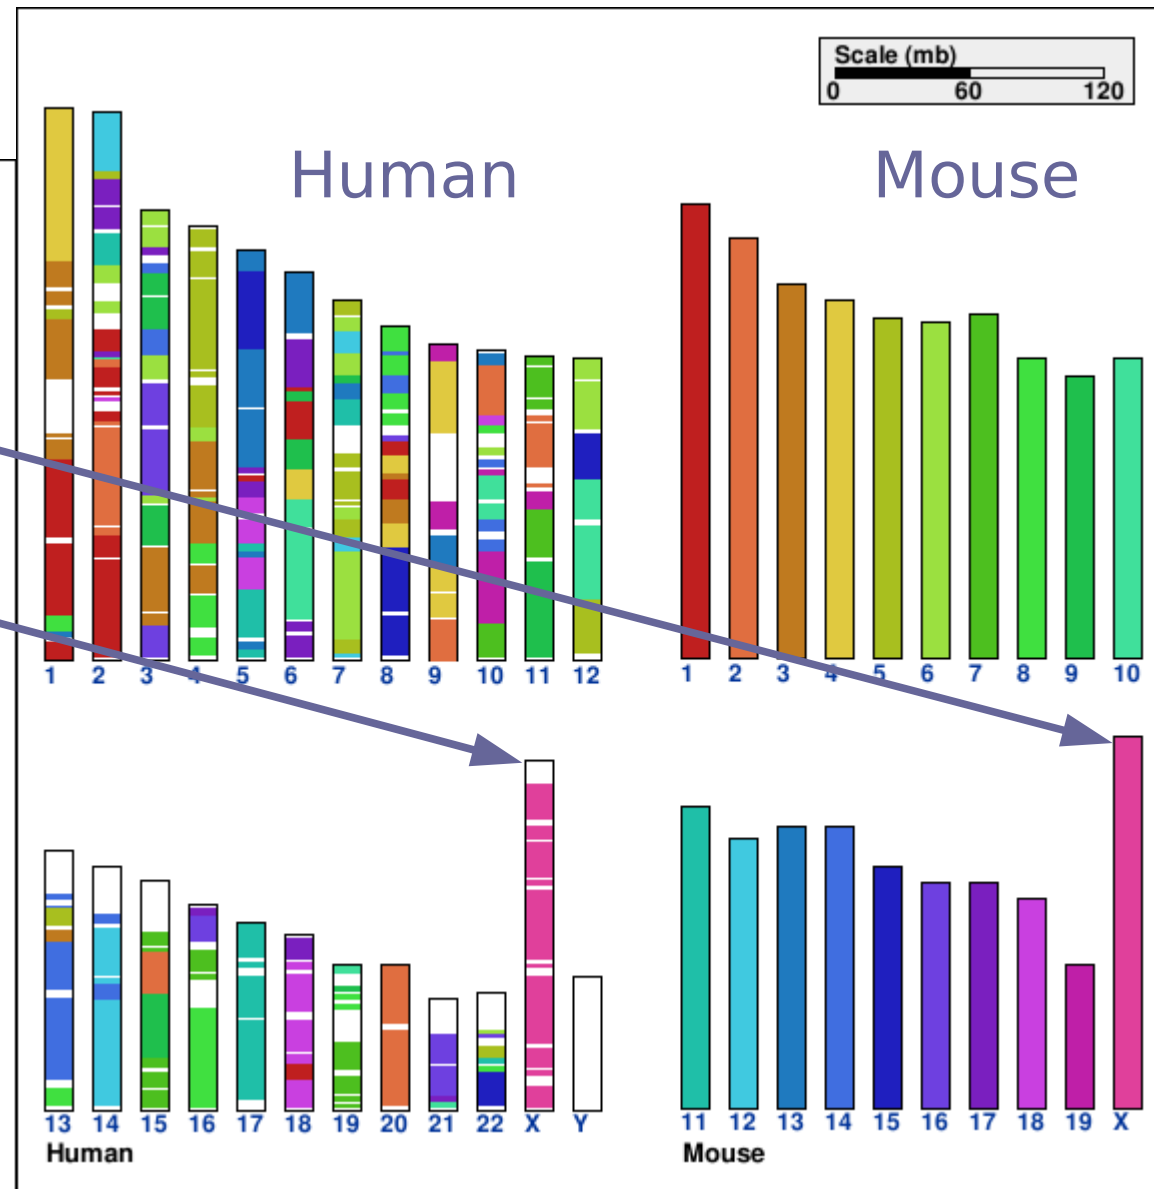 Scale (mb)
0 60 120
Human Mouse
1 2 3 4 5 6 7 8 9 10 11 12
1 2 3 4 5 6 7 8 9 10
13 14 15 16 17 18 19 20 21 22 X Y
11 12 13 14 15 16 17 18 19 X
Human
Mouse